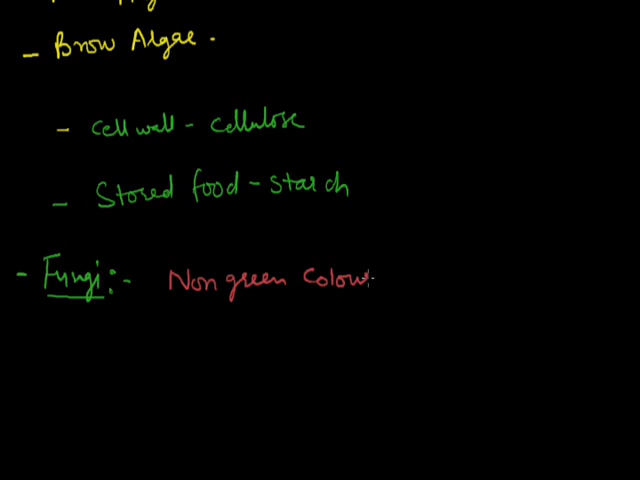 - Brow Algae.
- Cell wall - cellulose
- Stored food - starch
- Fungi:- Non green Colour